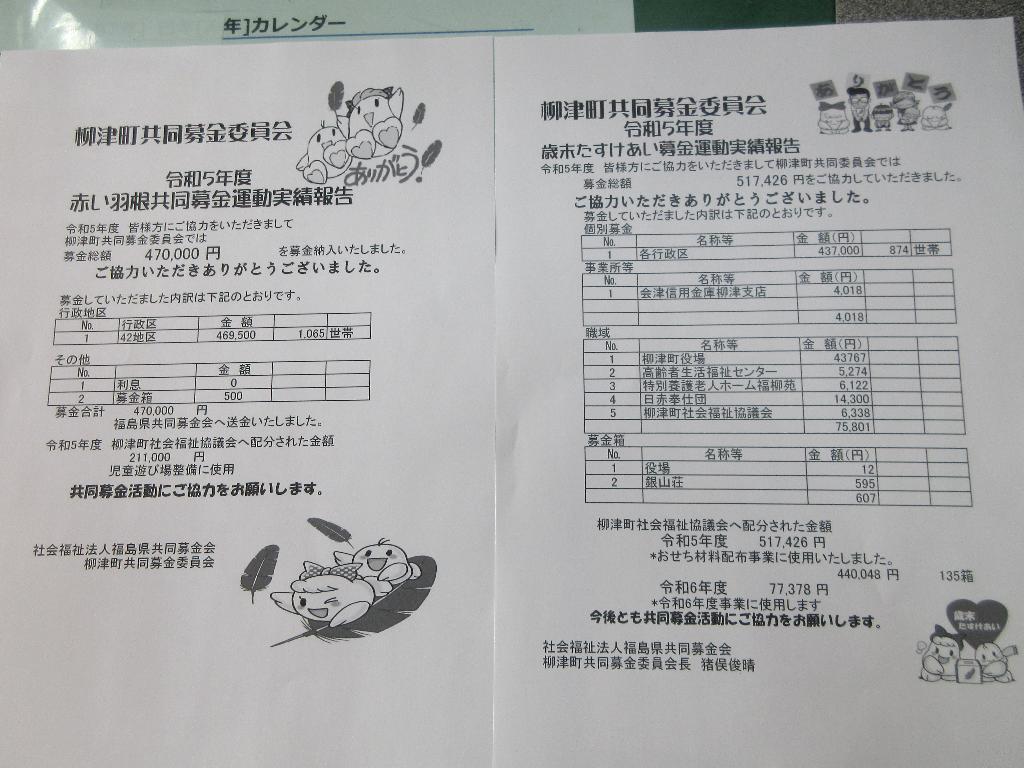 年]カレンダー
柳津町共同募金委員会
ありがとう!
令和5年度
赤い羽根共同募金運動実績報告
令和5年度 皆様方にご協力をいただきまして
柳津町共同募金委員会では
募金総額 470,000 円 を募金納入いたしました。
ご協力いただきありがとうございました。
募金していただました内訳は下記のとおりです。
行政地区
No. 行政区 金 額
1 42地区 469,500 1,065 世帯
その他
No. 金 額
1 利息 0
2 募金箱 500
募金合計 470,000 円
福島県共同募金会へ送金いたしました。
令和5年度 柳津町社会福祉協議会へ配分された金額
211,000 円
児童遊び場整備に使用
共同募金活動にご協力をお願いします。
社会福祉法人福島県共同募金会
柳津町共同募金委員会
ありがとう
柳津町共同募金委員会
令和5年度
歳末たすけあい募金運動実績報告
令和5年度 皆様方にご協力をいただきまして柳津町共同委員会では
募金総額 517,426 円をご協力していただきました。
ご協力いただきありがとうございました。
募金していただました内訳は下記のとおりです。
個別募金
No. 名称等 金 額(円)
1 各行政区 437,000 874 世帯
事業所等
No. 名称等 金 額(円)
1 会津信用金庫柳津支店 4,018
4,018
職域
No. 名称等 金 額(円)
1 柳津町役場 43767
2 高齢者生活福祉センター 5,274
3 特別養護老人ホーム福柳苑 6,122
4 日赤奉仕団 14,300
5 柳津町社会福祉協議会 6,338
75,801
募金箱
No. 名称等 金 額(円)
1 役場 12
2 銀山荘 595
607
柳津町社会福祉協議会へ配分された金額
令和5年度 517,426 円
*おせち材料配布事業に使用いたしました。
440,048 円 135箱
令和6年度 77,378 円
*令和6年度事業に使用します
今後とも共同募金活動にご協力をお願いします。
歳末
たすけあい
社会福祉法人福島県共同募金会
柳津町共同募金委員会長 猪俣俊晴